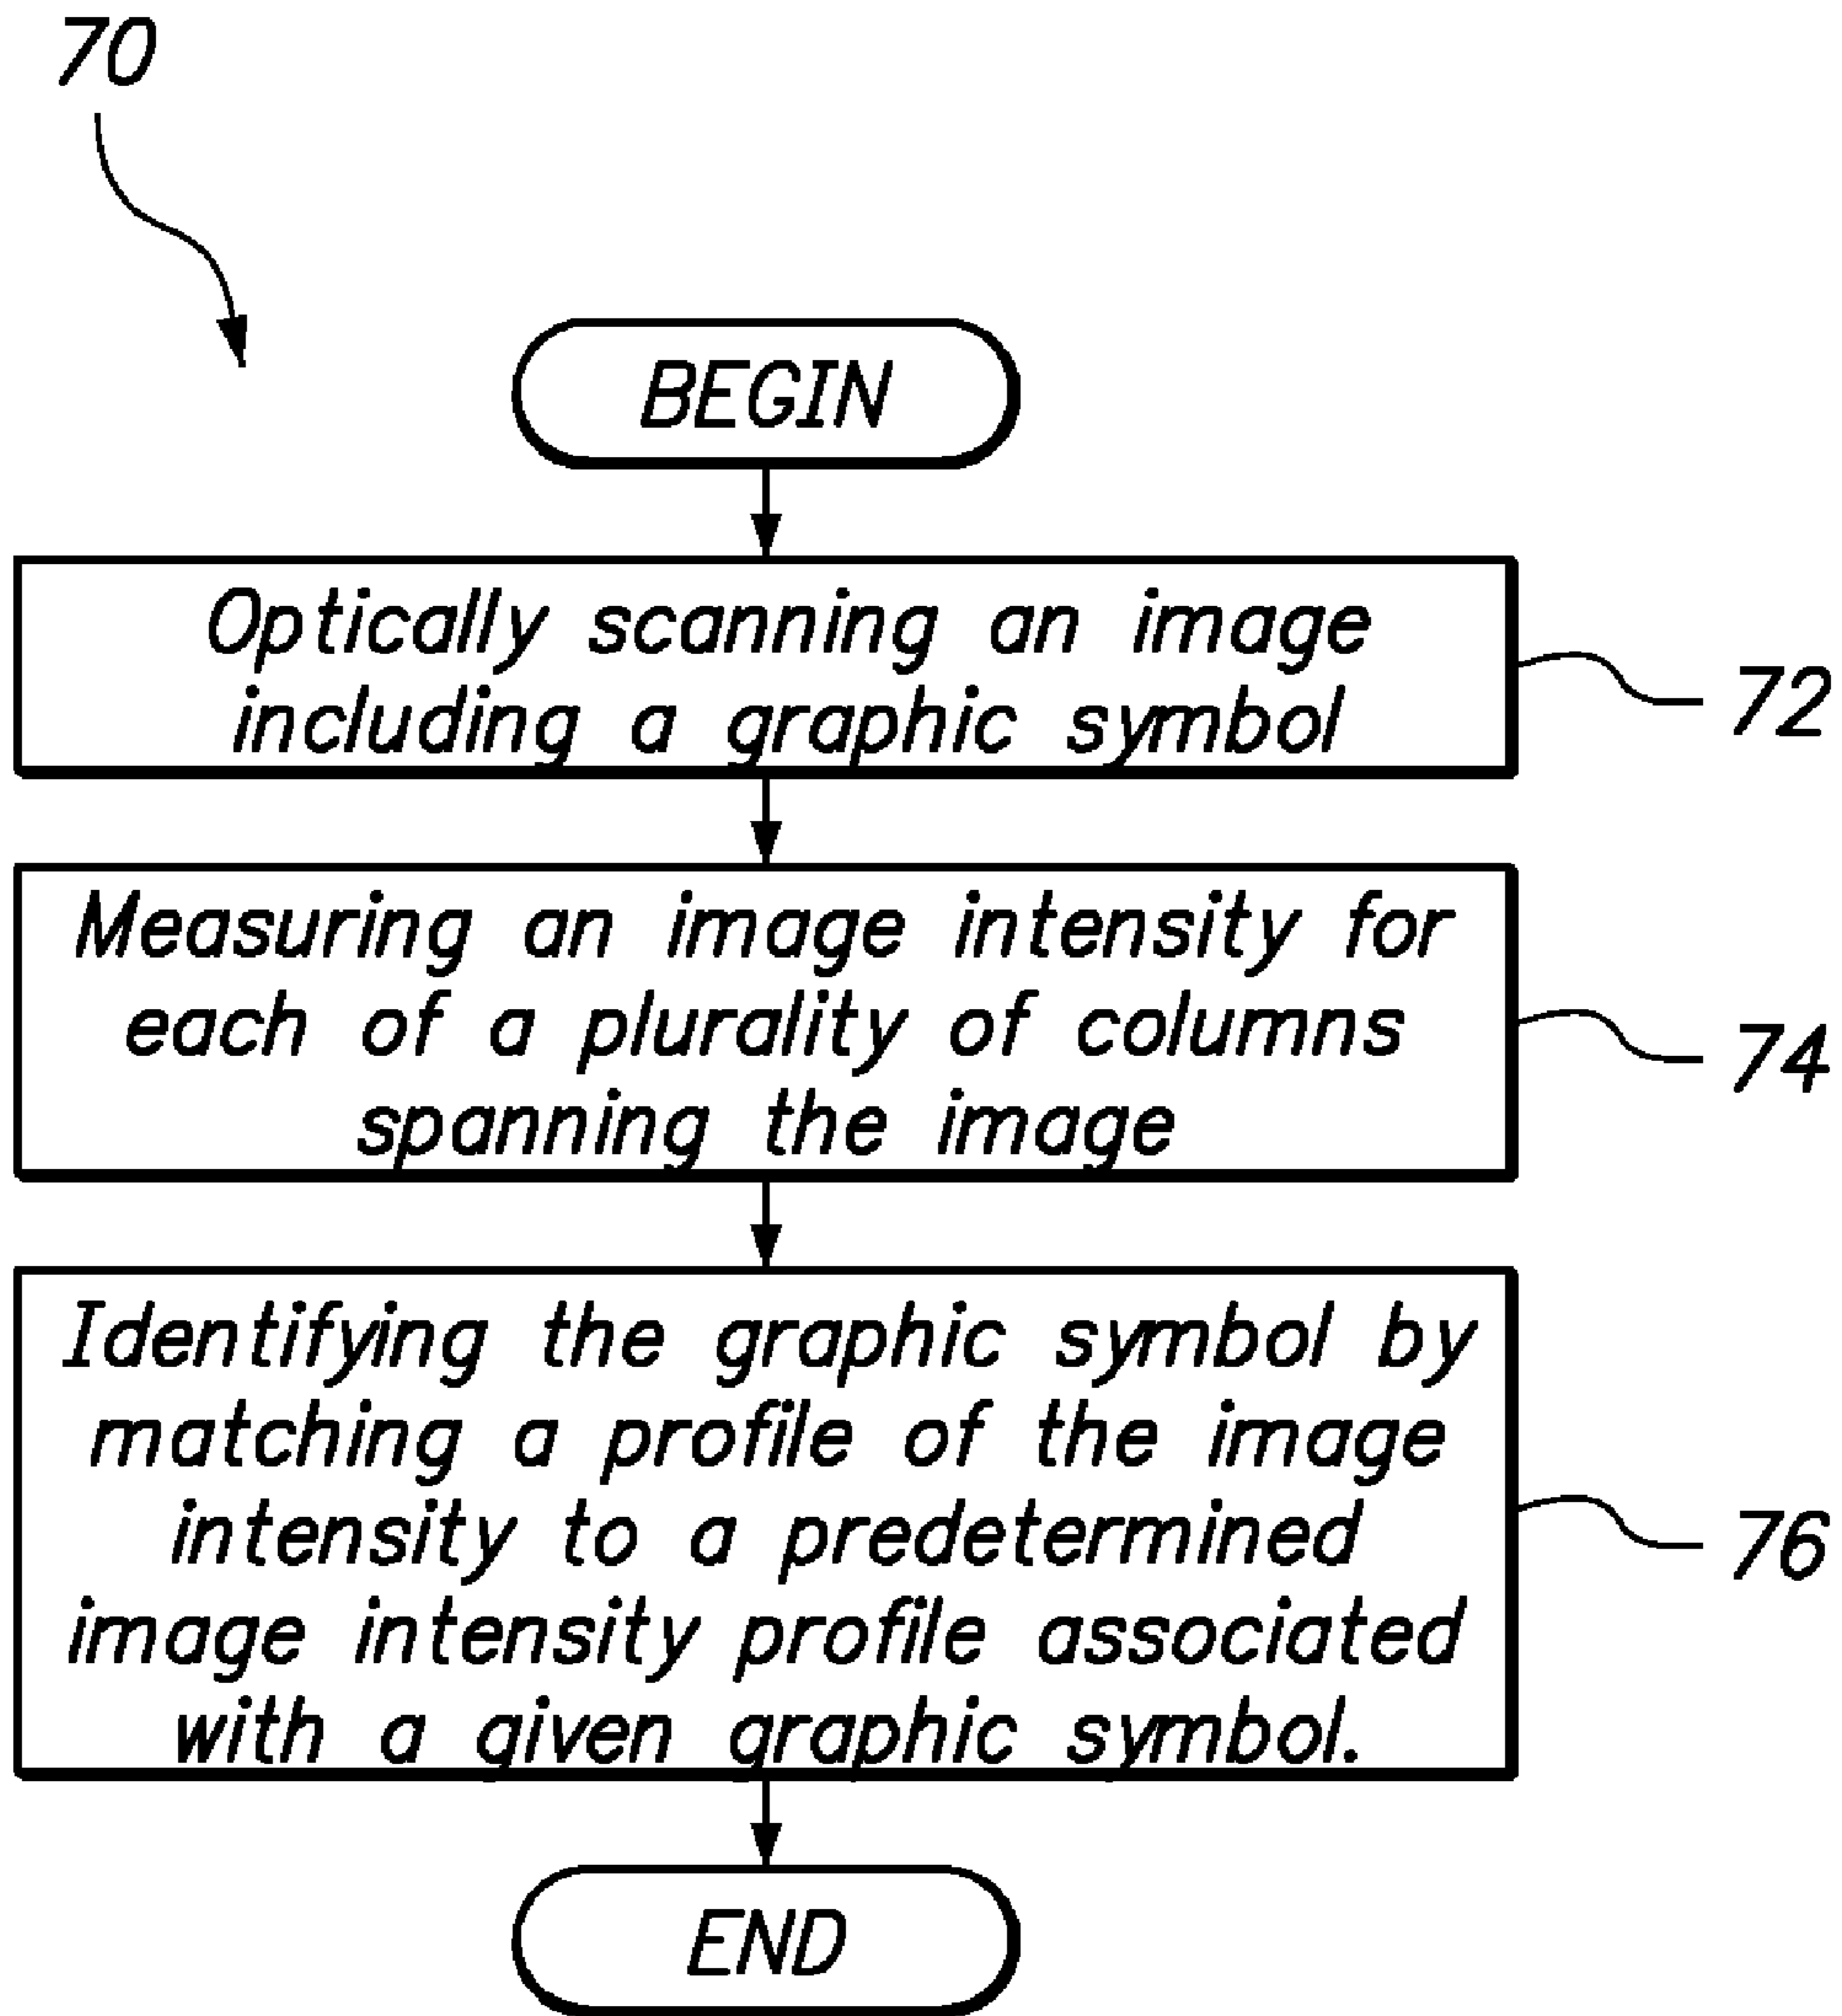 70
BEGIN
Optically scanning an image
including a graphic symbol
72
Measuring an image intensity for
each of a plurality of columns
spanning the image
74
Identifying the graphic symbol by
matching a profile of the image
intensity to a predetermined
image intensity profile associated
with a given graphic symbol.
76
END